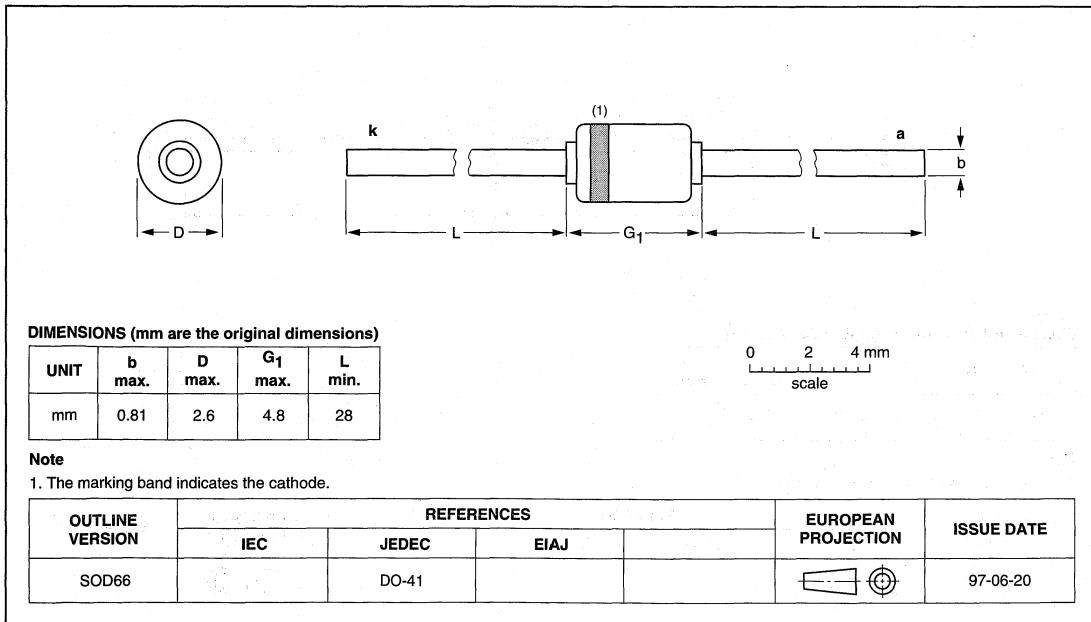 (1)
k
a
b
D
L
G1
L
DIMENSIONS (mm are the original dimensions)
UNIT b max. D max. G1 max. L min.
mm 0.81 2.6 4.8 28
0 2 4 mm
scale
Note
1. The marking band indicates the cathode.
OUTLINE VERSION REFERENCES EUROPEAN PROJECTION ISSUE DATE
IEC JEDEC EIAJ
SOD66 DO-41 97-06-20